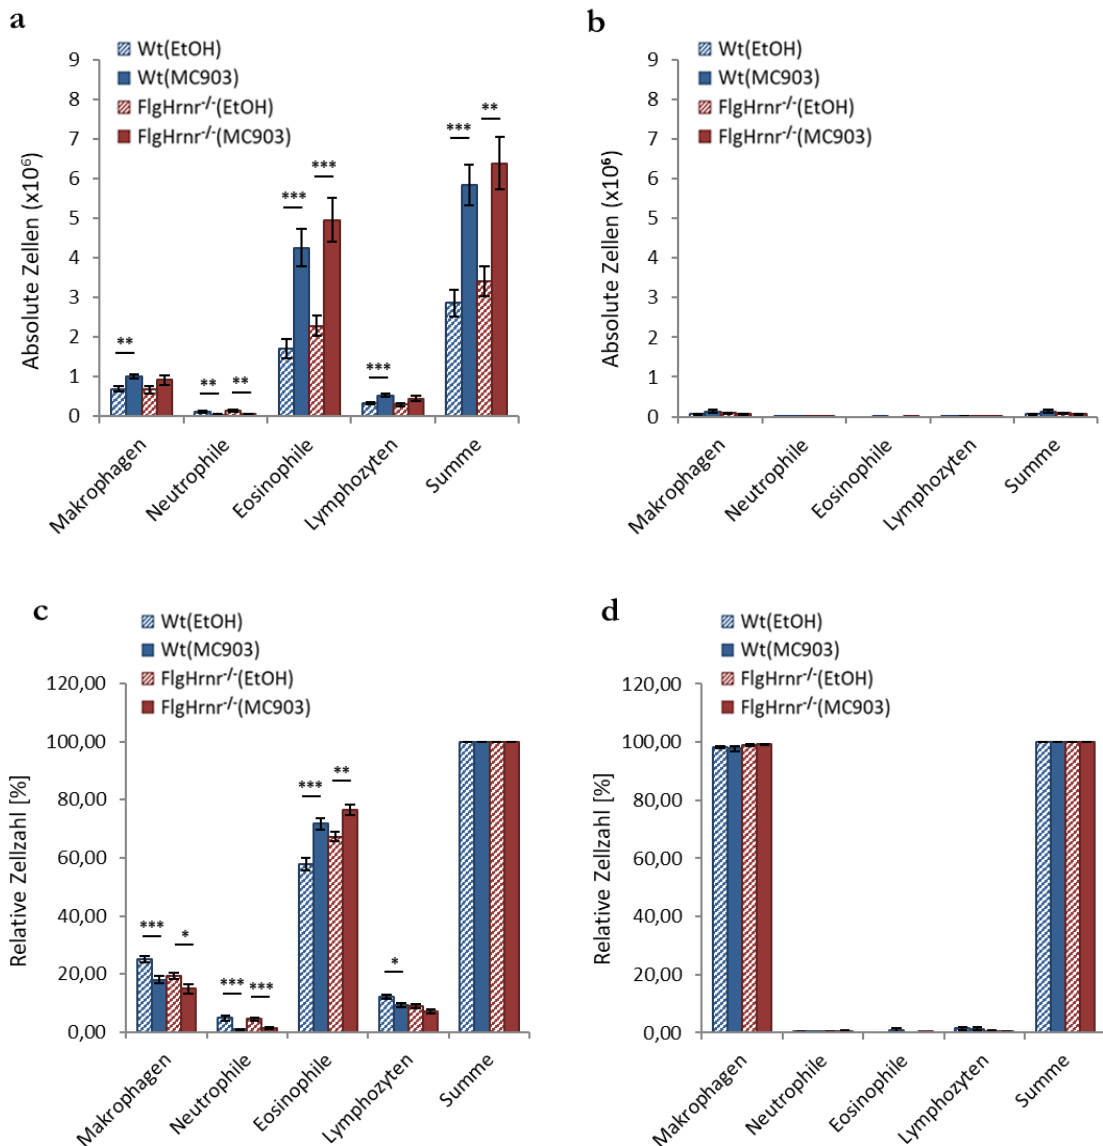 a
Wt(EtOH)
Wt(MC903)
FlgHrnr⁻/⁻(EtOH)
FlgHrnr⁻/⁻(MC903)
Absolute Zellen (x10⁶)
9
8
7
6
5
4
3
2
1
0
**
** **
*** ***
***
*** **
Makrophagen
Neutrophile
Eosinophile
Lymphozyten
Summe
b
Wt(EtOH)
Wt(MC903)
FlgHrnr⁻/⁻(EtOH)
FlgHrnr⁻/⁻(MC903)
Absolute Zellen (x10⁶)
9
8
7
6
5
4
3
2
1
0
Makrophagen
Neutrophile
Eosinophile
Lymphozyten
Summe
c
Wt(EtOH)
Wt(MC903)
FlgHrnr⁻/⁻(EtOH)
FlgHrnr⁻/⁻(MC903)
Relative Zellzahl [%]
120,00
100,00
80,00
60,00
40,00
20,00
0,00
*** *
*** ***
*** **
*
Makrophagen
Neutrophile
Eosinophile
Lymphozyten
Summe
d
Wt(EtOH)
Wt(MC903)
FlgHrnr⁻/⁻(EtOH)
FlgHrnr⁻/⁻(MC903)
Relative Zellzahl [%]
120,00
100,00
80,00
60,00
40,00
20,00
0,00
Makrophagen
Neutrophile
Eosinophile
Lymphozyten
Summe